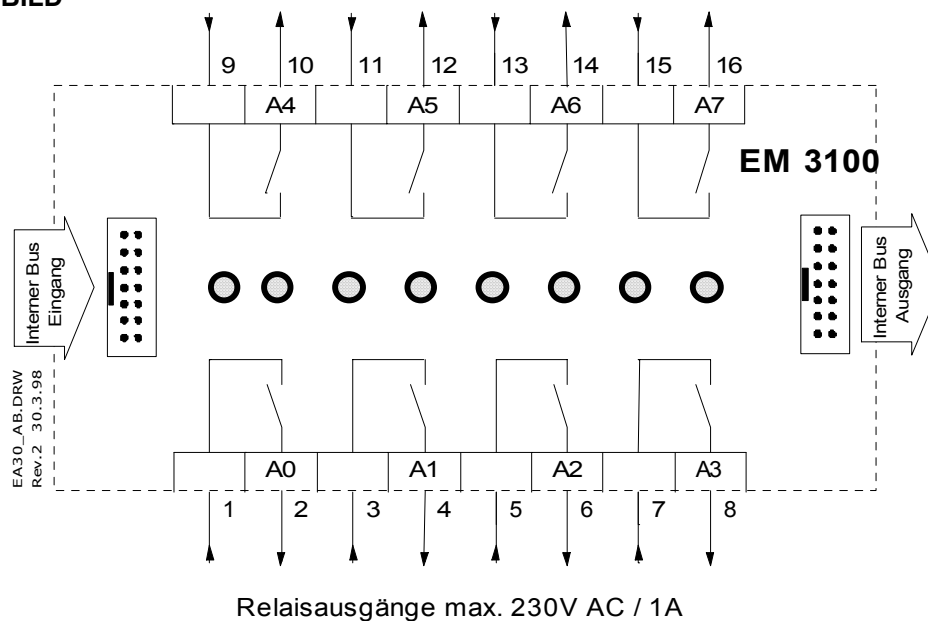 BILD
9 10 11 12 13 14 15 16
A4 A5 A6 A7
EM 3100
Interner Bus
Eingang
Interner Bus
Ausgang
EA30_AB.DRW
Rev.2 30.3.98
A0 A1 A2 A3
1 2 3 4 5 6 7 8
Relaisausgänge max. 230V AC / 1A